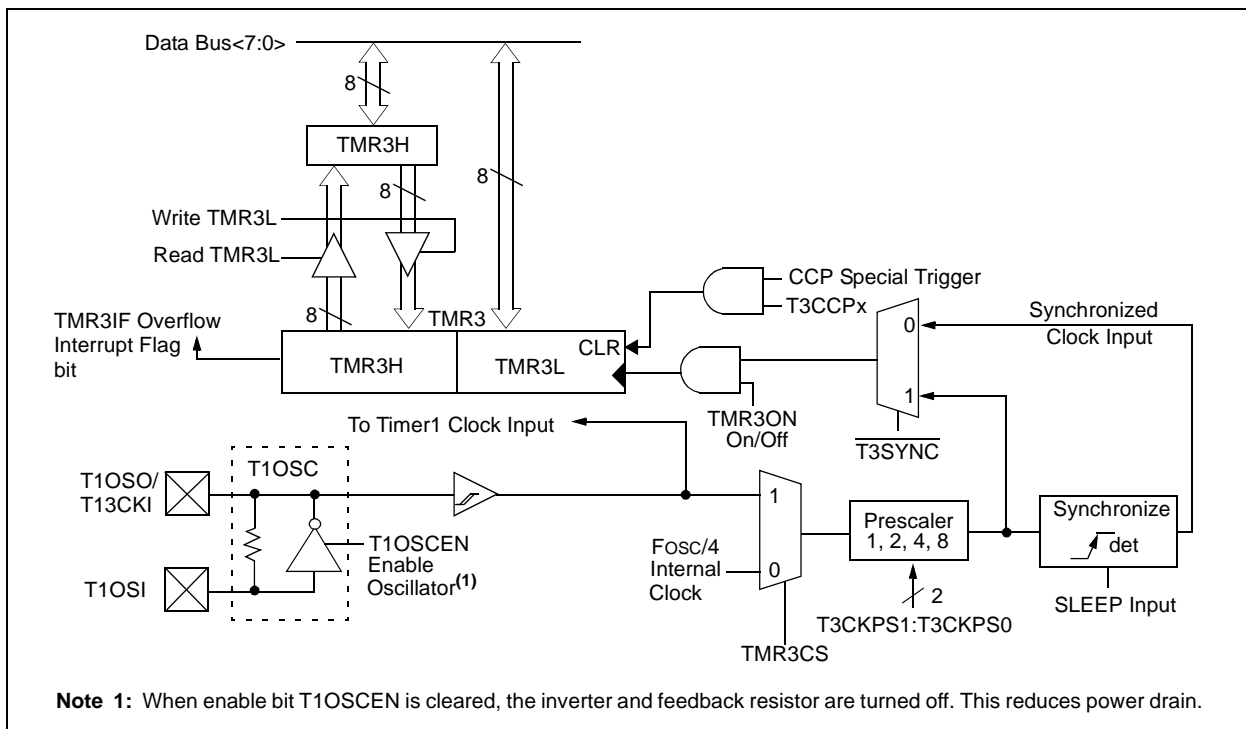 Data Bus<7:0>
8
TMR3H
8
8
Write TMR3L
Read TMR3L
8
TMR3
CCP Special Trigger
T3CCPx
TMR3IF Overflow
Interrupt Flag
bit
TMR3H
TMR3L
CLR
0
1
Synchronized
Clock Input
TMR3ON
On/Off
T3SYNC
To Timer1 Clock Input
T1OSC
T1OSO/
T13CKI
T1OSCEN
Enable
Oscillator(1)
T1OSI
1
0
FOSC/4
Internal
Clock
TMR3CS
Prescaler
1, 2, 4, 8
2
T3CKPS1:T3CKPS0
Synchronize
det
SLEEP Input
Note 1: When enable bit T1OSCEN is cleared, the inverter and feedback resistor are turned off. This reduces power drain.